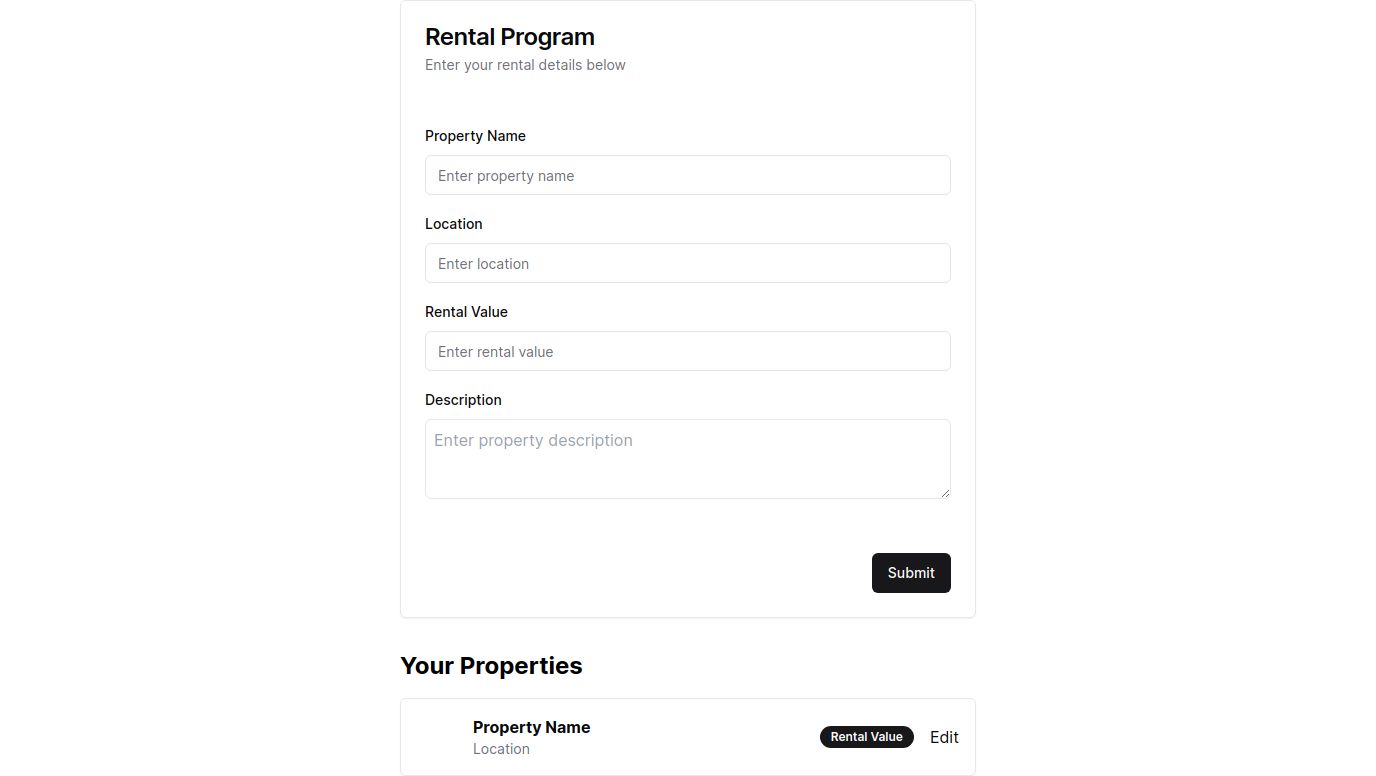 Rental Program
Enter your rental details below
Property Name
Enter property name
Location
Enter location
Rental Value
Enter rental value
Description
Enter property description
Submit
Your Properties
Property Name
Location
Rental Value
Edit